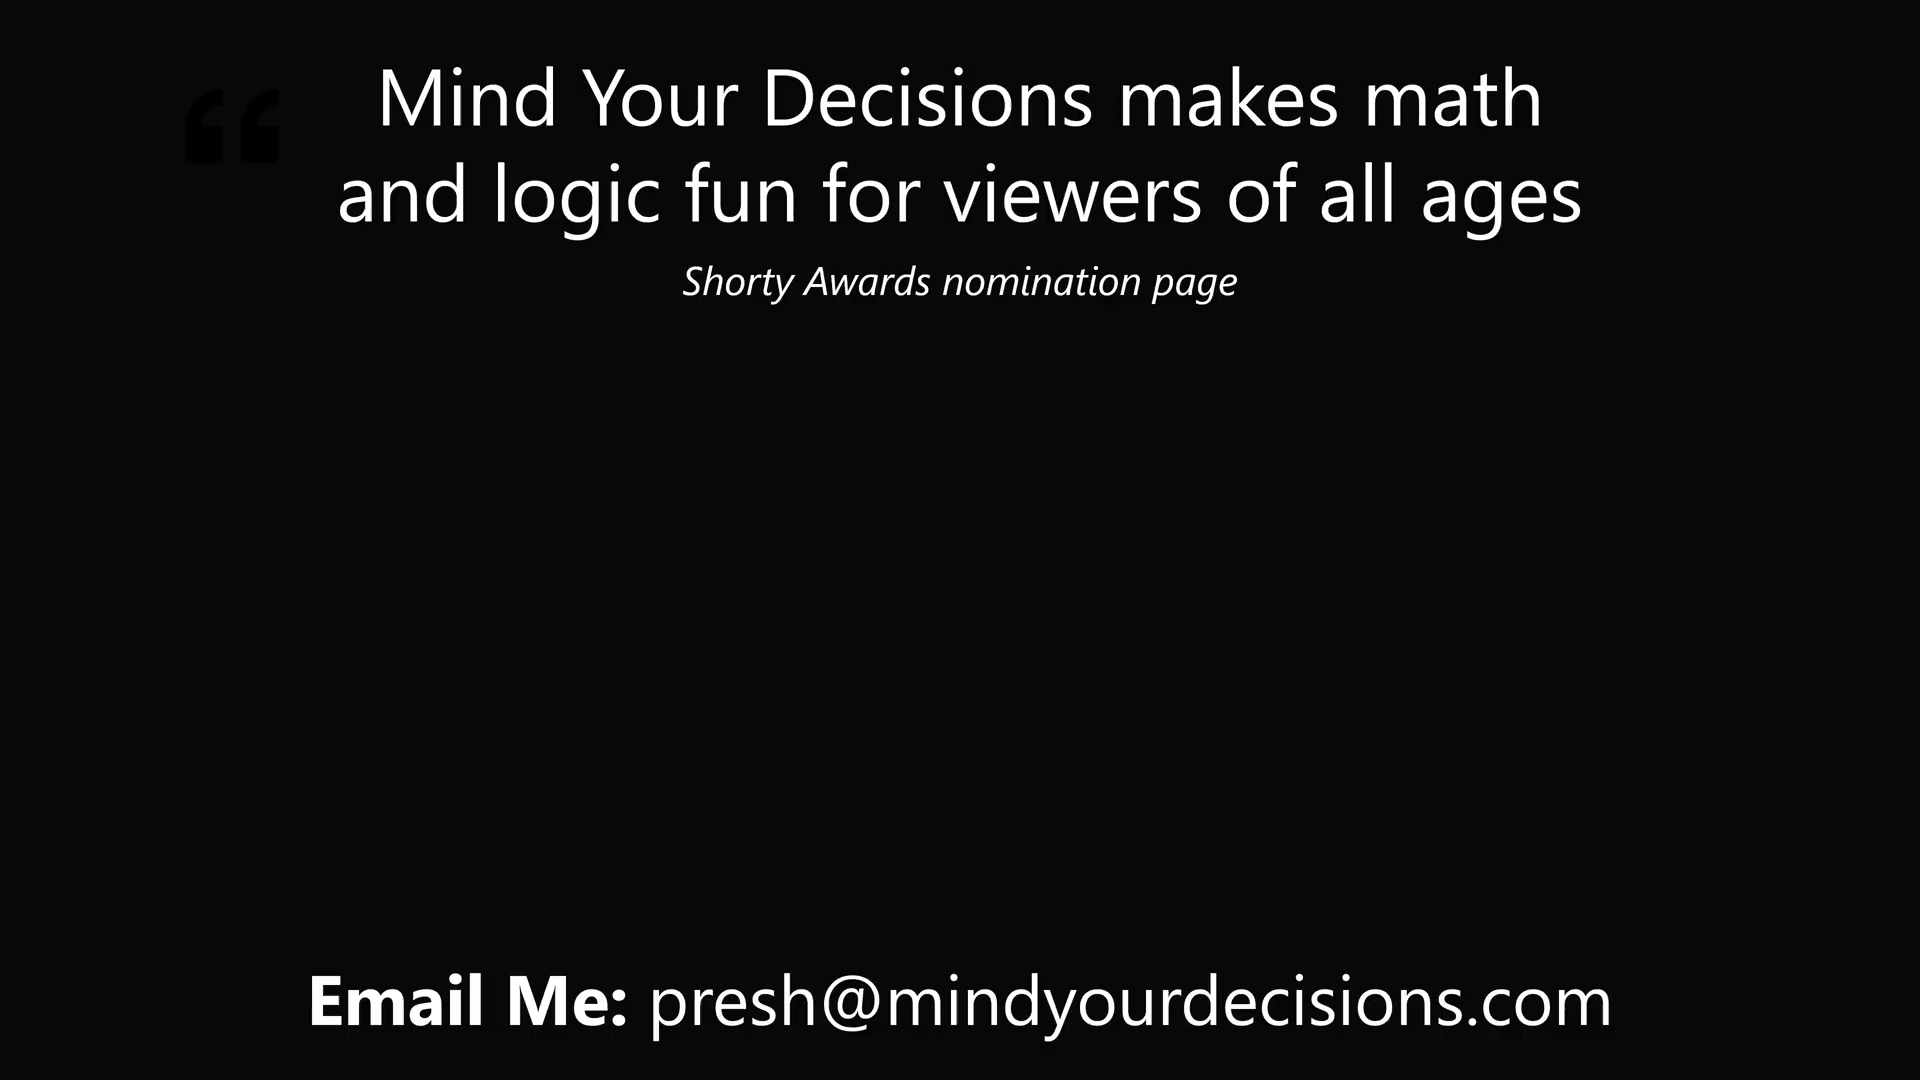 “
Mind Your Decisions makes math
and logic fun for viewers of all ages
Shorty Awards nomination page
Email Me: presh@mindyourdecisions.com